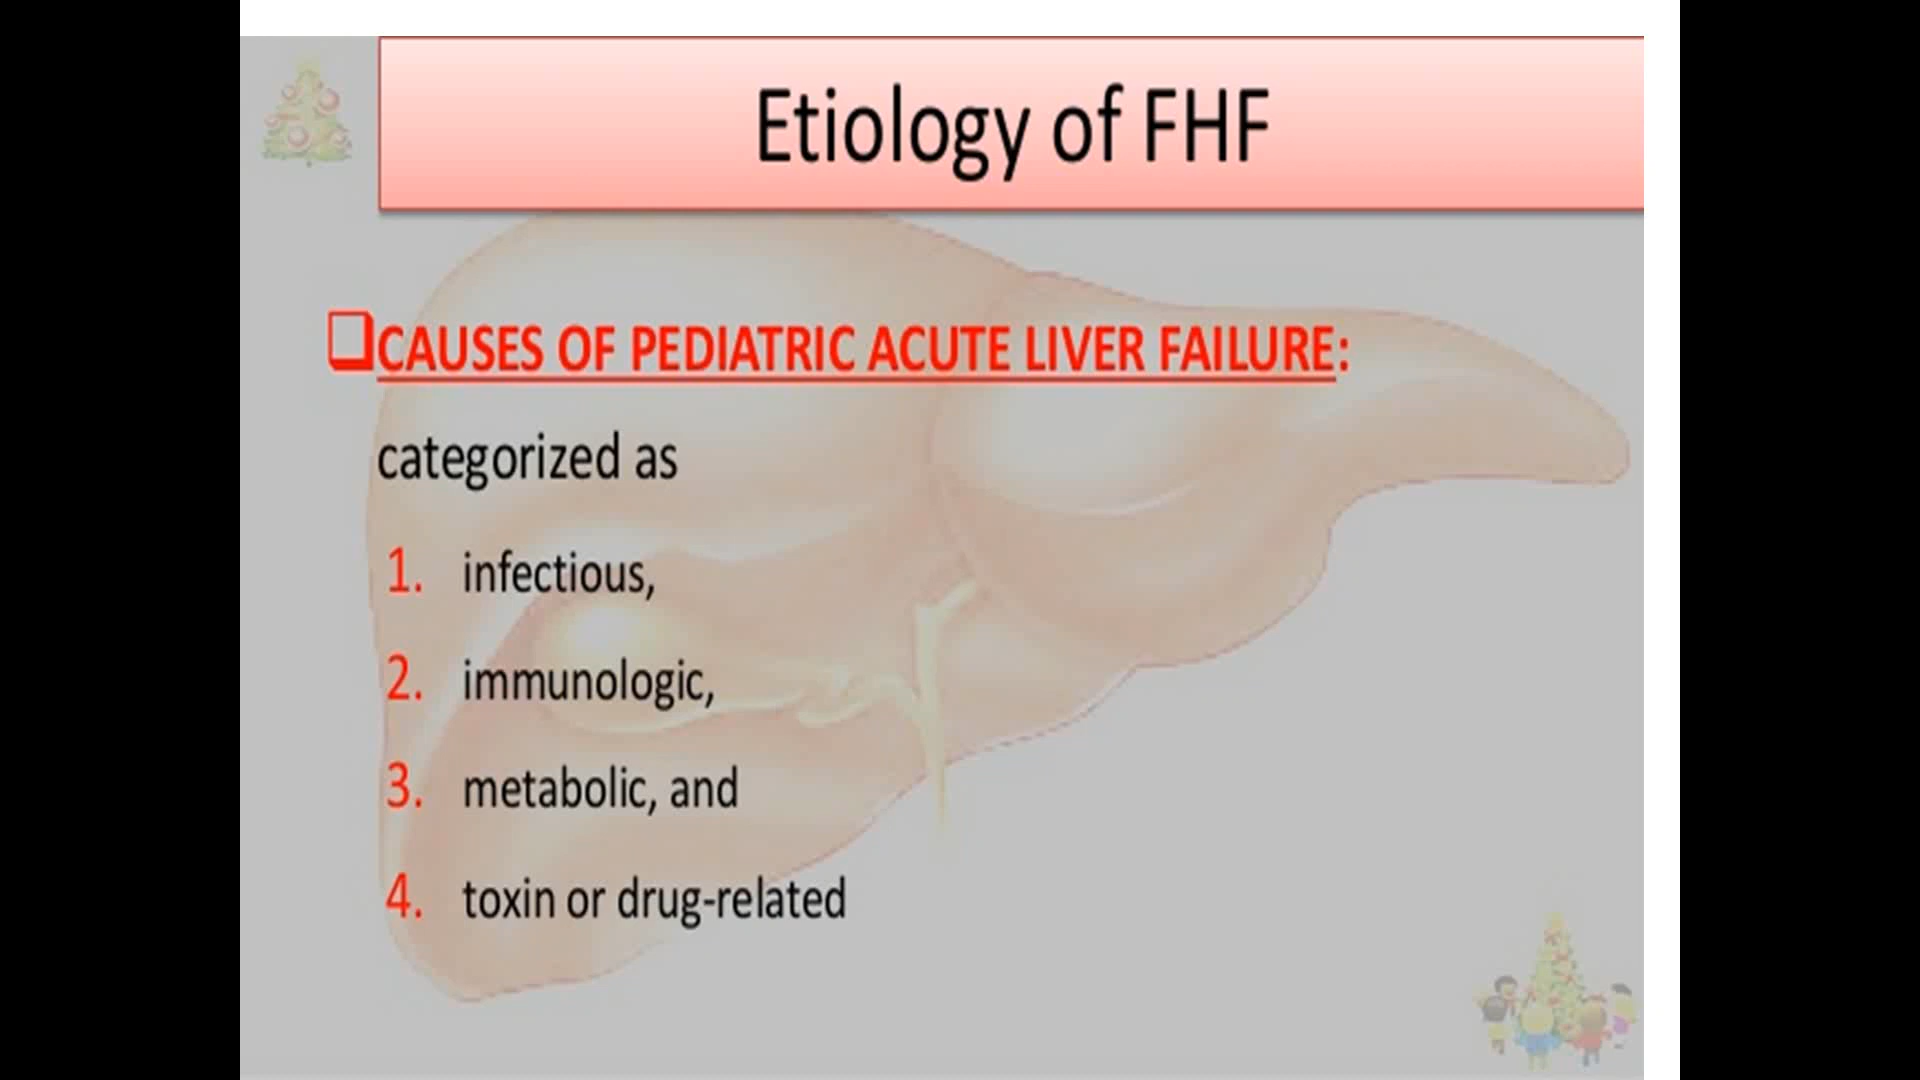 Etiology of FHF
CAUSES OF PEDIATRIC ACUTE LIVER FAILURE:
categorized as
1. infectious,
2. immunologic,
3. metabolic, and
4. toxin or drug-related